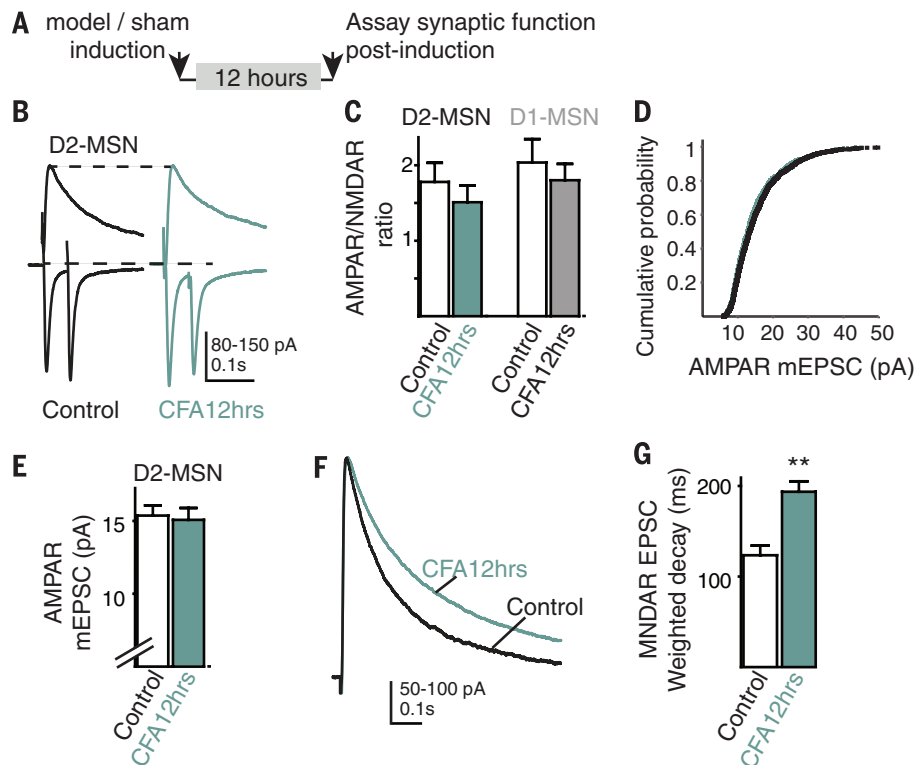 A
model / sham
induction
12 hours
Assay synaptic function
post-induction
B
D2-MSN
80-150 pA
0.1s
Control
CFA12hrs
C
D2-MSN
D1-MSN
AMPAR/NMDAR
ratio
2
1
Control
CFA12hrs
Control
CFA12hrs
D
Cumulative probability
1
0.8
0.6
0.4
0.2
10
20
30
40
50
AMPAR mEPSC (pA)
E
D2-MSN
AMPAR
mEPSC (pA)
15
10
Control
CFA12hrs
F
CFA12hrs
Control
50-100 pA
0.1s
G
**
MNDAR EPSC
Weighted decay (ms)
200
100
Control
CFA12hrs